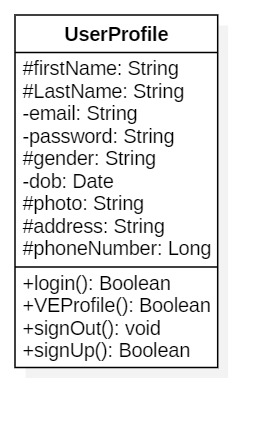 UserProfile
#firstName: String
#LastName: String
-email: String
-password: String
#gender: String
-dob: Date
#photo: String
#address: String
#phoneNumber: Long
+login(): Boolean
+VEProfile(): Boolean
+signOut(): void
+signUp(): Boolean